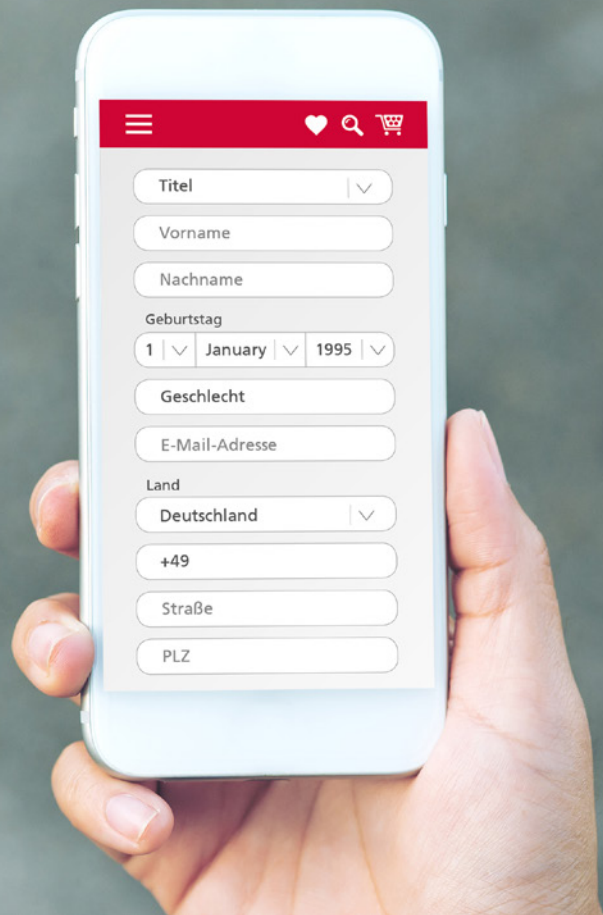 Titel
Vorname
Nachname
Geburtstag
1 January 1995
Geschlecht
E-Mail-Adresse
Land
Deutschland
+49
Straße
PLZ